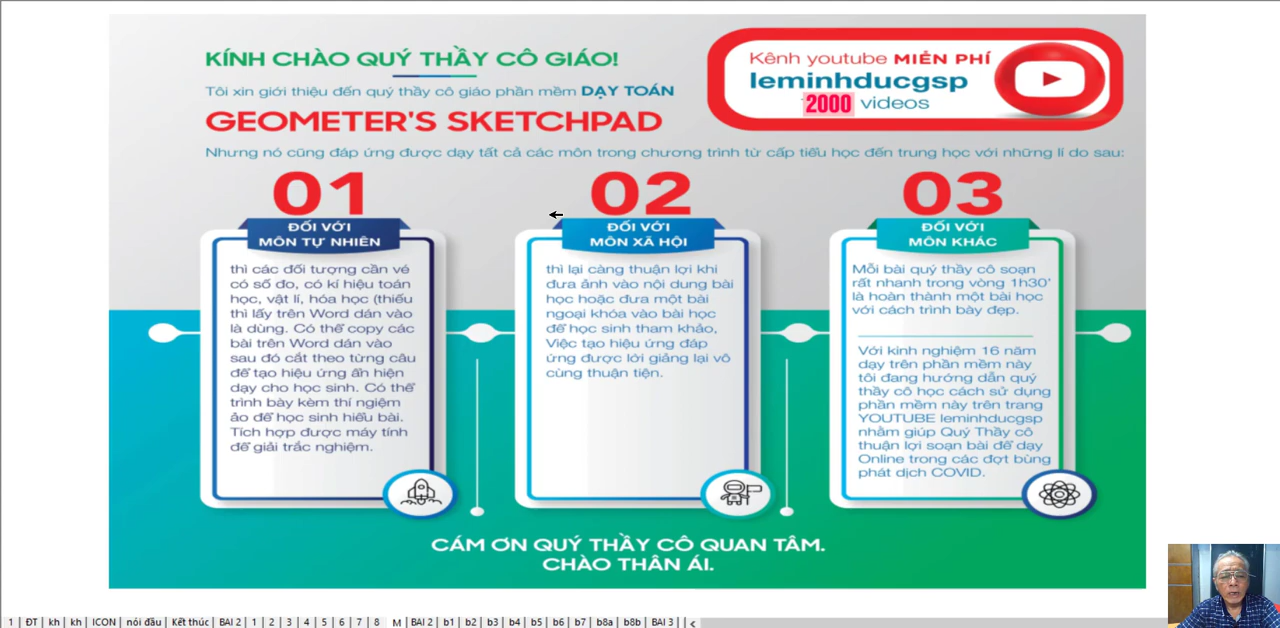 KÍNH CHÀO QUÝ THẦY CÔ GIÁO!
Tôi xin giới thiệu đến quý thầy cô giáo phần mềm DẠY TOÁN
GEOMETER'S SKETCHPAD
Kênh youtube MIỄN PHÍ
leminhducgsp
2000 videos
Nhưng nó cũng đáp ứng được dạy tất cả các môn trong chương trình từ cấp tiểu học đến trung học với những lí do sau:
01
ĐỐI VỚI
MÔN TỰ NHIÊN
thì các đối tượng cần vẽ
có số đo, có kí hiệu toán
học, vật lí, hóa học (thiếu
thì lấy trên Word dán vào
là dùng. Có thể copy các
bài trên Word dán vào
sau đó cắt theo từng câu
để tạo hiệu ứng ẩn hiện
dạy cho học sinh. Có thể
trình bày kèm thí ngiệm
ảo để học sinh hiểu bài.
Tích hợp được máy tính
để giải trắc nghiệm.
02
ĐỐI VỚI
MÔN XÃ HỘI
thì lại càng thuận lợi khi
đưa ảnh vào nội dung bài
học hoặc đưa một bài
ngoại khóa vào bài học
để học sinh tham khảo,
Việc tạo hiệu ứng đáp
ứng được lời giảng lại vô
cùng thuận tiện.
03
ĐỐI VỚI
MÔN KHÁC
Mỗi bài quý thầy cô soạn
rất nhanh trong vòng 1h30'
là hoàn thành một bài học
với cách trình bày đẹp.
Với kinh nghiệm 16 năm
dạy trên phần mềm này
tôi đang hướng dẫn quý
thầy cô học cách sử dụng
phần mềm này trên trang
YOUTUBE leminhducgsp
nhằm giúp Quý Thầy cô
thuận lợi soạn bài để dạy
Online trong các đợt bùng
phát dịch COVID.
CÁM ƠN QUÝ THẦY CÔ QUAN TÂM.
CHÀO THÂN ÁI.
1 | ĐT | kh | kh | ICON | nói đầu | Kết thúc | BAI 2 | 1 | 2 | 3 | 4 | 5 | 6 | 7 | 8 M | BAI 2 | b1 | b2 | b3 | b4 | b5 | b6 | b7 | b8a | b8b | BAI 3 |